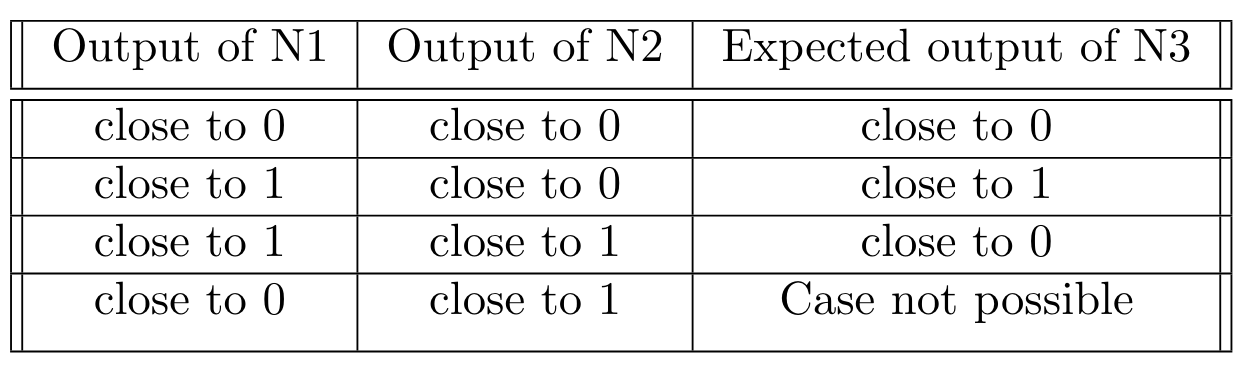 Output of N1 Output of N2 Expected output of N3
close to 0 close to 0 close to 0
close to 1 close to 0 close to 1
close to 1 close to 1 close to 0
close to 0 close to 1 Case not possible